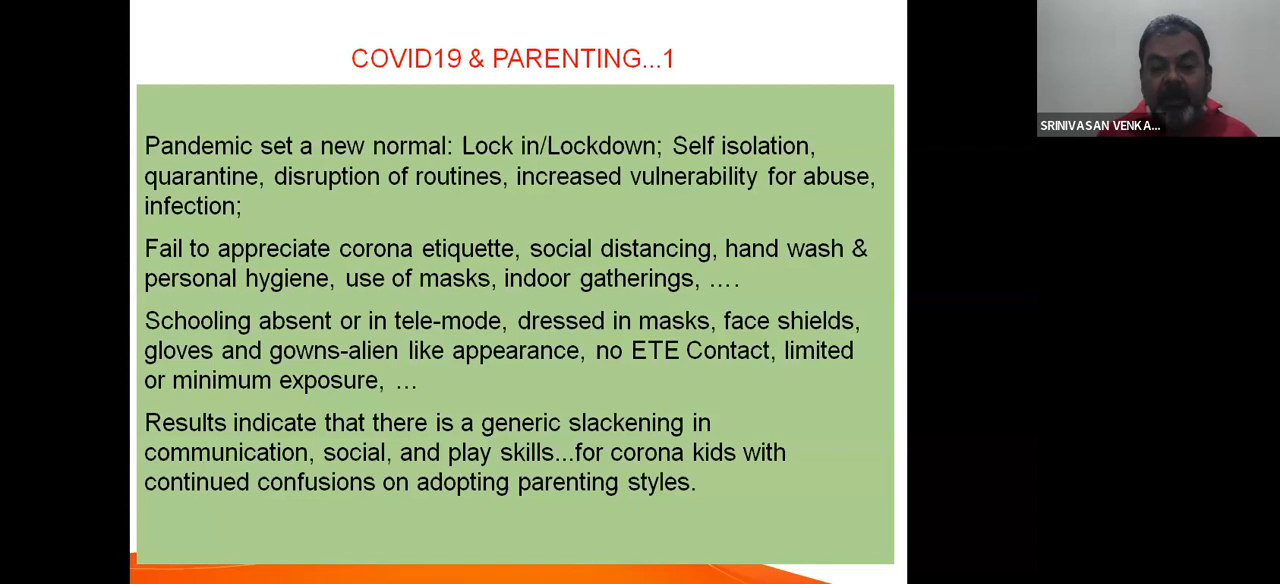 COVID19 & PARENTING...1
SRINIVASAN VENKA...
Pandemic set a new normal: Lock in/Lockdown; Self isolation,
quarantine, disruption of routines, increased vulnerability for abuse,
infection;
Fail to appreciate corona etiquette, social distancing, hand wash &
personal hygiene, use of masks, indoor gatherings, ....
Schooling absent or in tele-mode, dressed in masks, face shields,
gloves and gowns-alien like appearance, no ETE Contact, limited
or minimum exposure, ...
Results indicate that there is a generic slackening in
communication, social, and play skills...for corona kids with
continued confusions on adopting parenting styles.